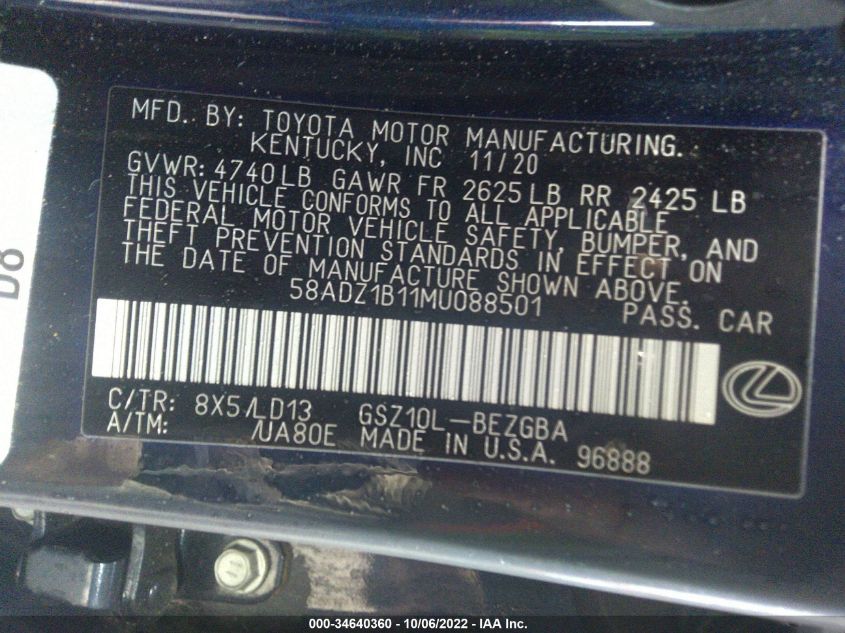 MFD. BY: TOYOTA MOTOR MANUFACTURING.
KENTUCKY, INC 11/20
GVWR: 4740LB GAWR FR 2625 LB RR 2425 LB
THIS VEHICLE CONFORMS TO ALL APPLICABLE
FEDERAL MOTOR VEHICLE SAFETY, BUMPER, AND
THEFT PREVENTION STANDARDS IN EFFECT ON
THE DATE OF MANUFACTURE SHOWN ABOVE.
58ADZ1B11MU088501 PASS. CAR
C/TR: 8X5/LD13 GSZ10L-BEZGBA
A/TM: /UA80E MADE IN U.S.A. 96888
D8
000-34640360 - 10/06/2022 - IAA Inc.